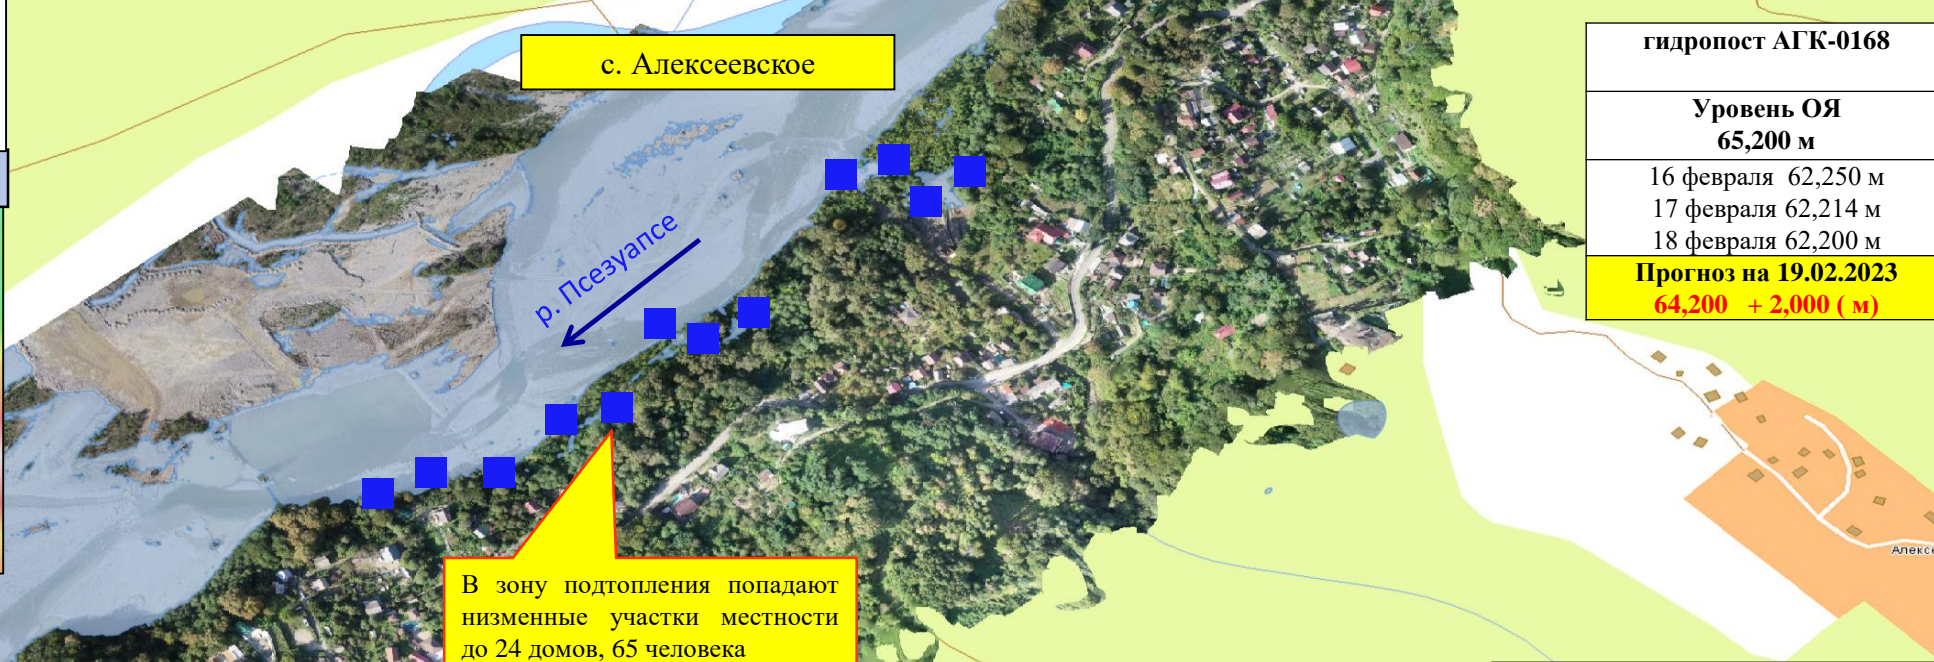 с. Алексеевское
гидропост АГК-0168
Уровень ОЯ
65,200 м
16 февраля 62,250 м
17 февраля 62,214 м
18 февраля 62,200 м
Прогноз на 19.02.2023
64,200 + 2,000 ( м)
р. Псезуапсе
В зону подтопления попадают
низменные участки местности
до 24 домов, 65 человека